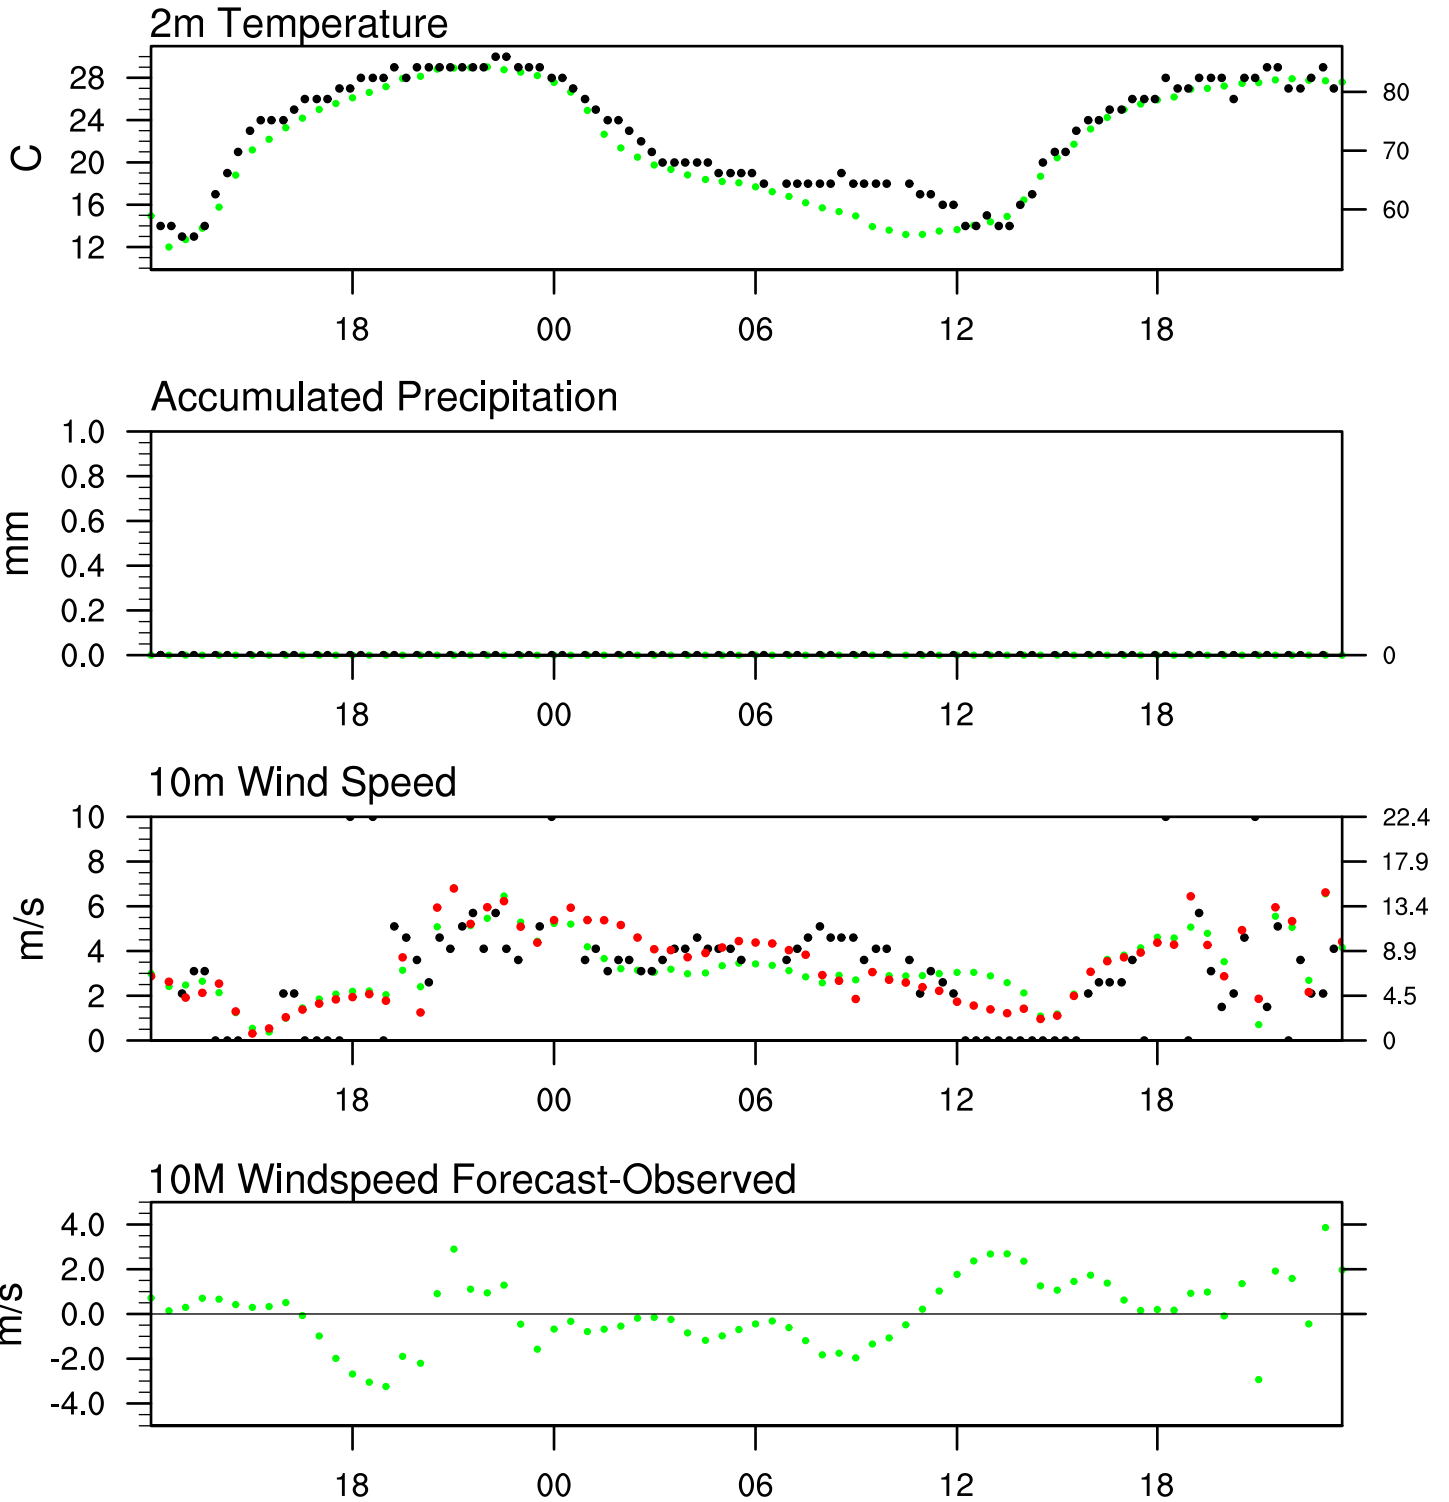 2m Temperature
28
24
20
16
12
C
80
70
60
18 00 06 12 18
Accumulated Precipitation
1.0
0.8
0.6
0.4
0.2
0.0
mm
0
18 00 06 12 18
10m Wind Speed
10
8
6
4
2
0
m/s
22.4
17.9
13.4
8.9
4.5
0
18 00 06 12 18
10M Windspeed Forecast-Observed
4.0
2.0
0.0
-2.0
-4.0
m/s
18 00 06 12 18